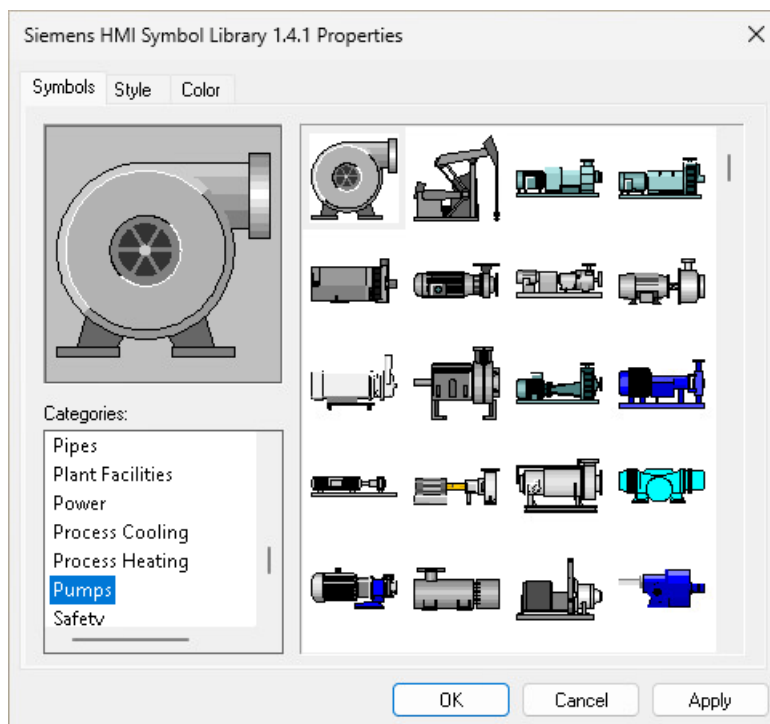 Siemens HMI Symbol Library 1.4.1 Properties
Symbols Style Color
Categories:
Pipes
Plant Facilities
Power
Process Cooling
Process Heating
Pumps
Safety
OK Cancel Apply